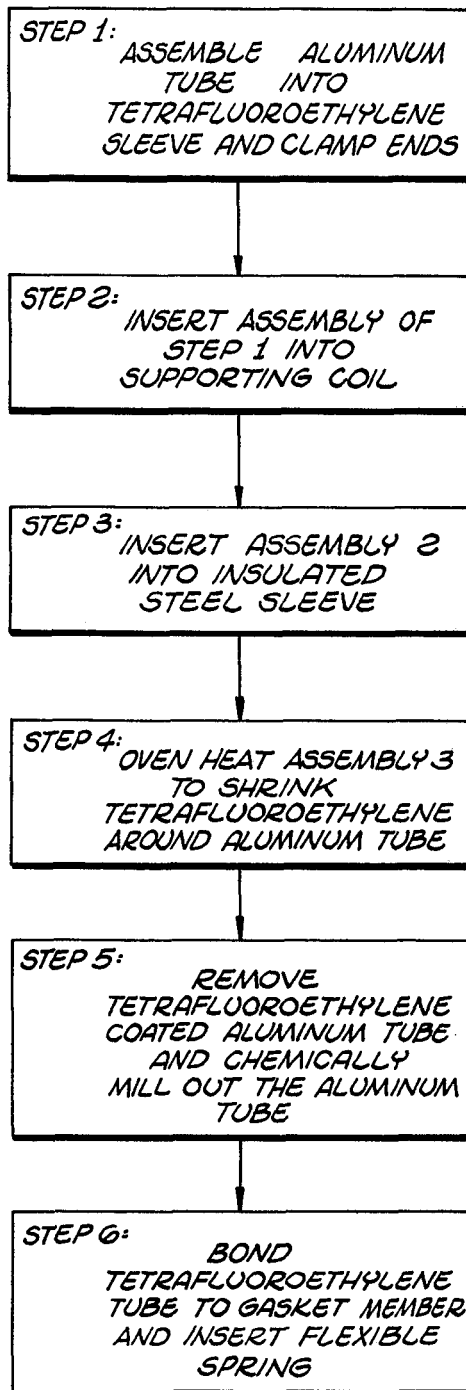 STEP 1:
ASSEMBLE ALUMINUM
TUBE INTO
TETRAFLUOROETHYLENE
SLEEVE AND CLAMP ENDS
STEP 2:
INSERT ASSEMBLY OF
STEP 1 INTO
SUPPORTING COIL
STEP 3:
INSERT ASSEMBLY 2
INTO INSULATED
STEEL SLEEVE
STEP 4:
OVEN HEAT ASSEMBLY 3
TO SHRINK
TETRAFLUOROETHYLENE
AROUND ALUMINUM TUBE
STEP 5:
REMOVE
TETRAFLUOROETHYLENE
COATED ALUMINUM TUBE
AND CHEMICALLY
MILL OUT THE ALUMINUM
TUBE
STEP 6:
BOND
TETRAFLUOROETHYLENE
TUBE TO GASKET MEMBER
AND INSERT FLEXIBLE
SPRING